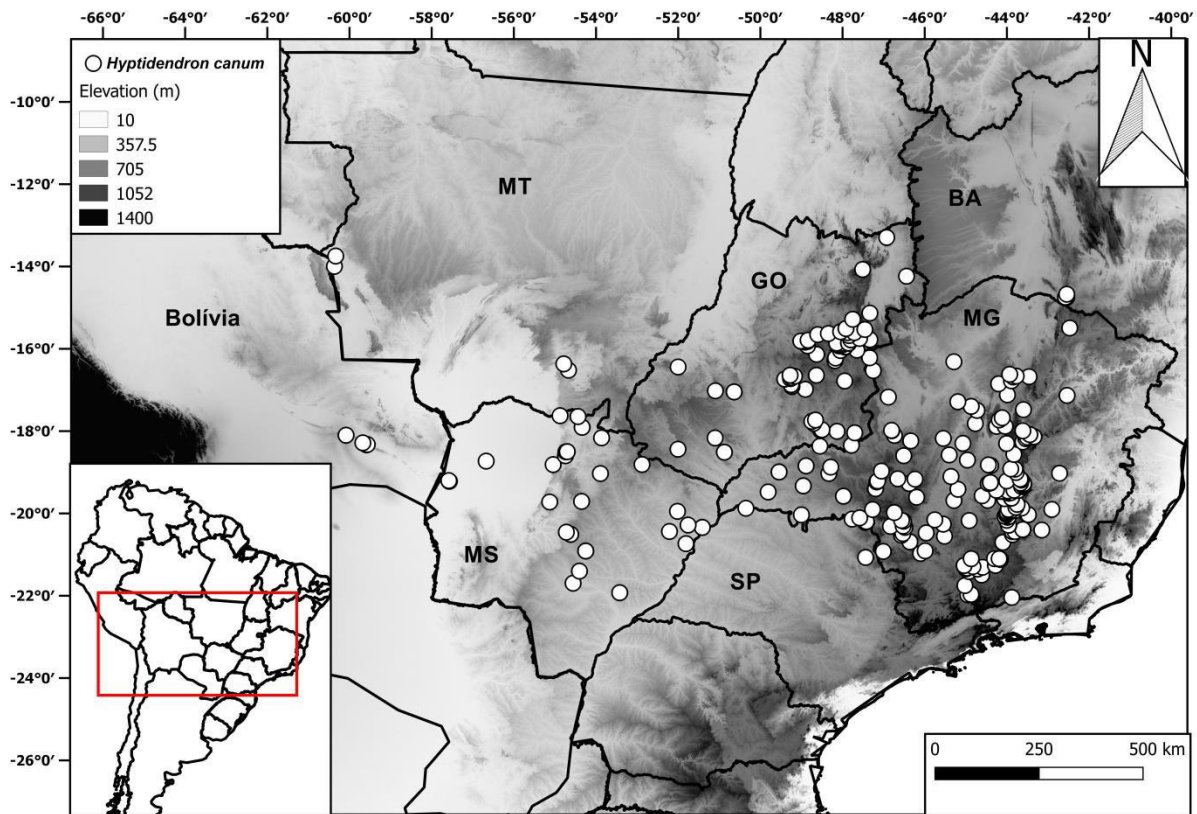 -66°0′ -64°0′ -62°0′ -60°0′ -58°0′ -56°0′ -54°0′ -52°0′ -50°0′ -48°0′ -46°0′ -44°0′ -42°0′ -40°0′
Hyptidendron canum
Elevation (m)
10
357.5
705
1052
1400
N
-10°0′
-12°0′
-14°0′
-16°0′
-18°0′
-20°0′
-22°0′
-24°0′
-26°0′
MT
BA
GO
Bolívia
MG
MS
SP
0 250 500 km